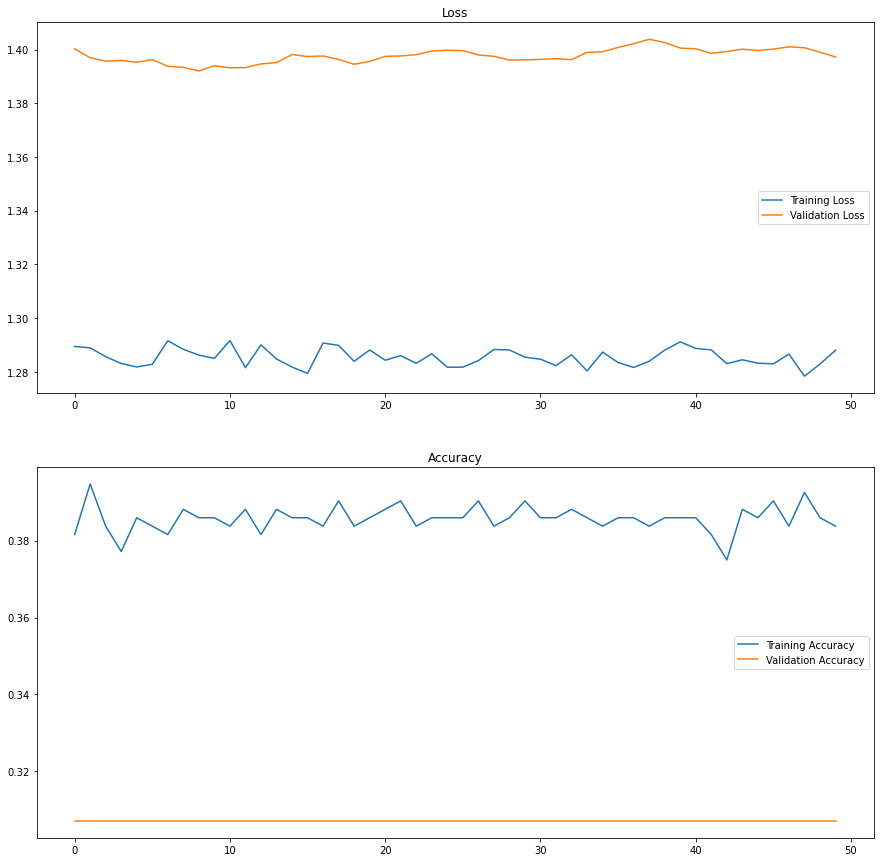 Loss
1.40
1.38
1.36
1.34
1.32
1.30
1.28
Training Loss
Validation Loss
0 10 20 30 40 50
Accuracy
0.38
0.36
0.34
0.32
Training Accuracy
Validation Accuracy
0 10 20 30 40 50